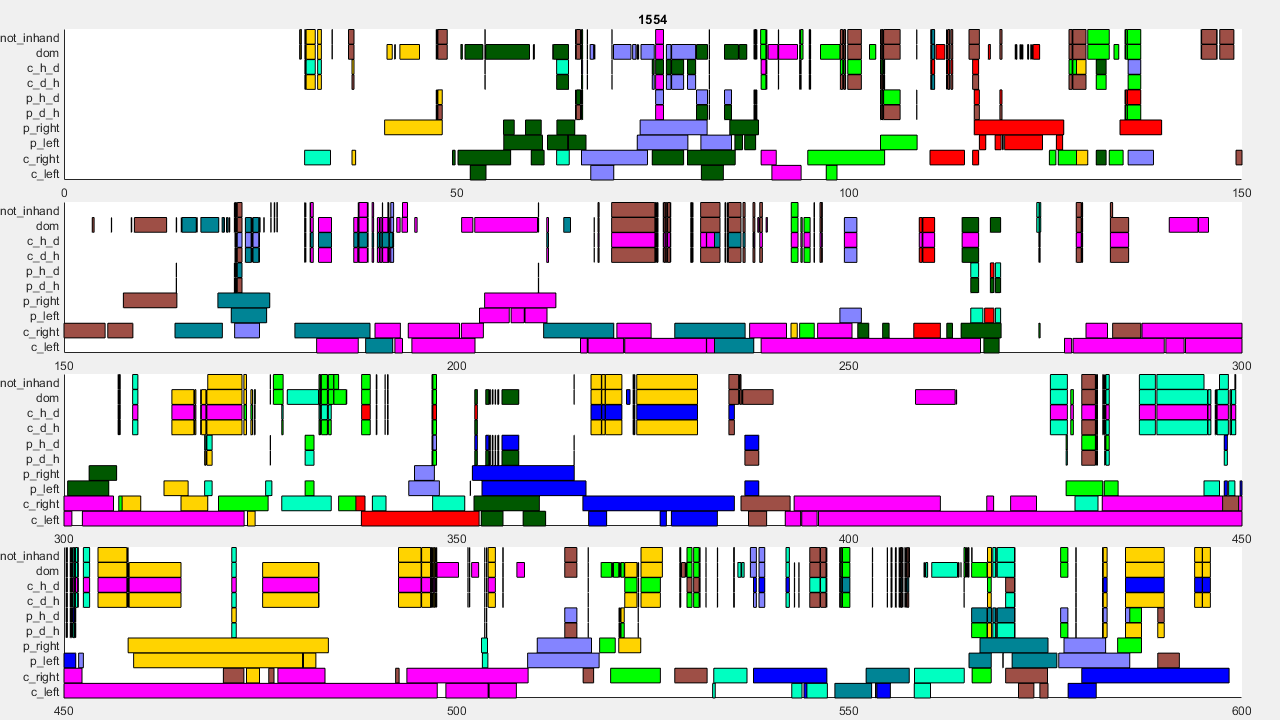 1554
not_inhand
dom
c_h_d
c_d_h
p_h_d
p_d_h
p_right
p_left
c_right
c_left
0 50 100 150
not_inhand
dom
c_h_d
c_d_h
p_h_d
p_d_h
p_right
p_left
c_right
c_left
150 200 250 300
not_inhand
dom
c_h_d
c_d_h
p_h_d
p_d_h
p_right
p_left
c_right
c_left
300 350 400 450
not_inhand
dom
c_h_d
c_d_h
p_h_d
p_d_h
p_right
p_left
c_right
c_left
450 500 550 600